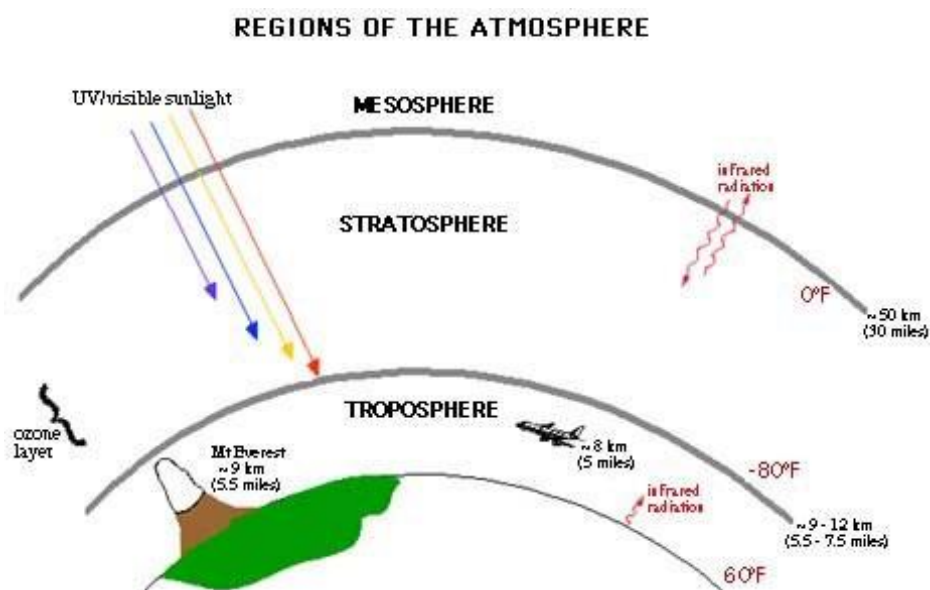 REGIONS OF THE ATMOSPHERE
UV/visible sunlight
MESOSPHERE
infrared
radiation
STRATOSPHERE
0°F
~50 km
(30 miles)
TROPOSPHERE
ozone
layet
Mt Everest
~9 km
(5.5 miles)
~8 km
(5 miles)
-80°F
infrared
radiation
~9 - 12 km
(5.5 - 7.5 miles)
60°F